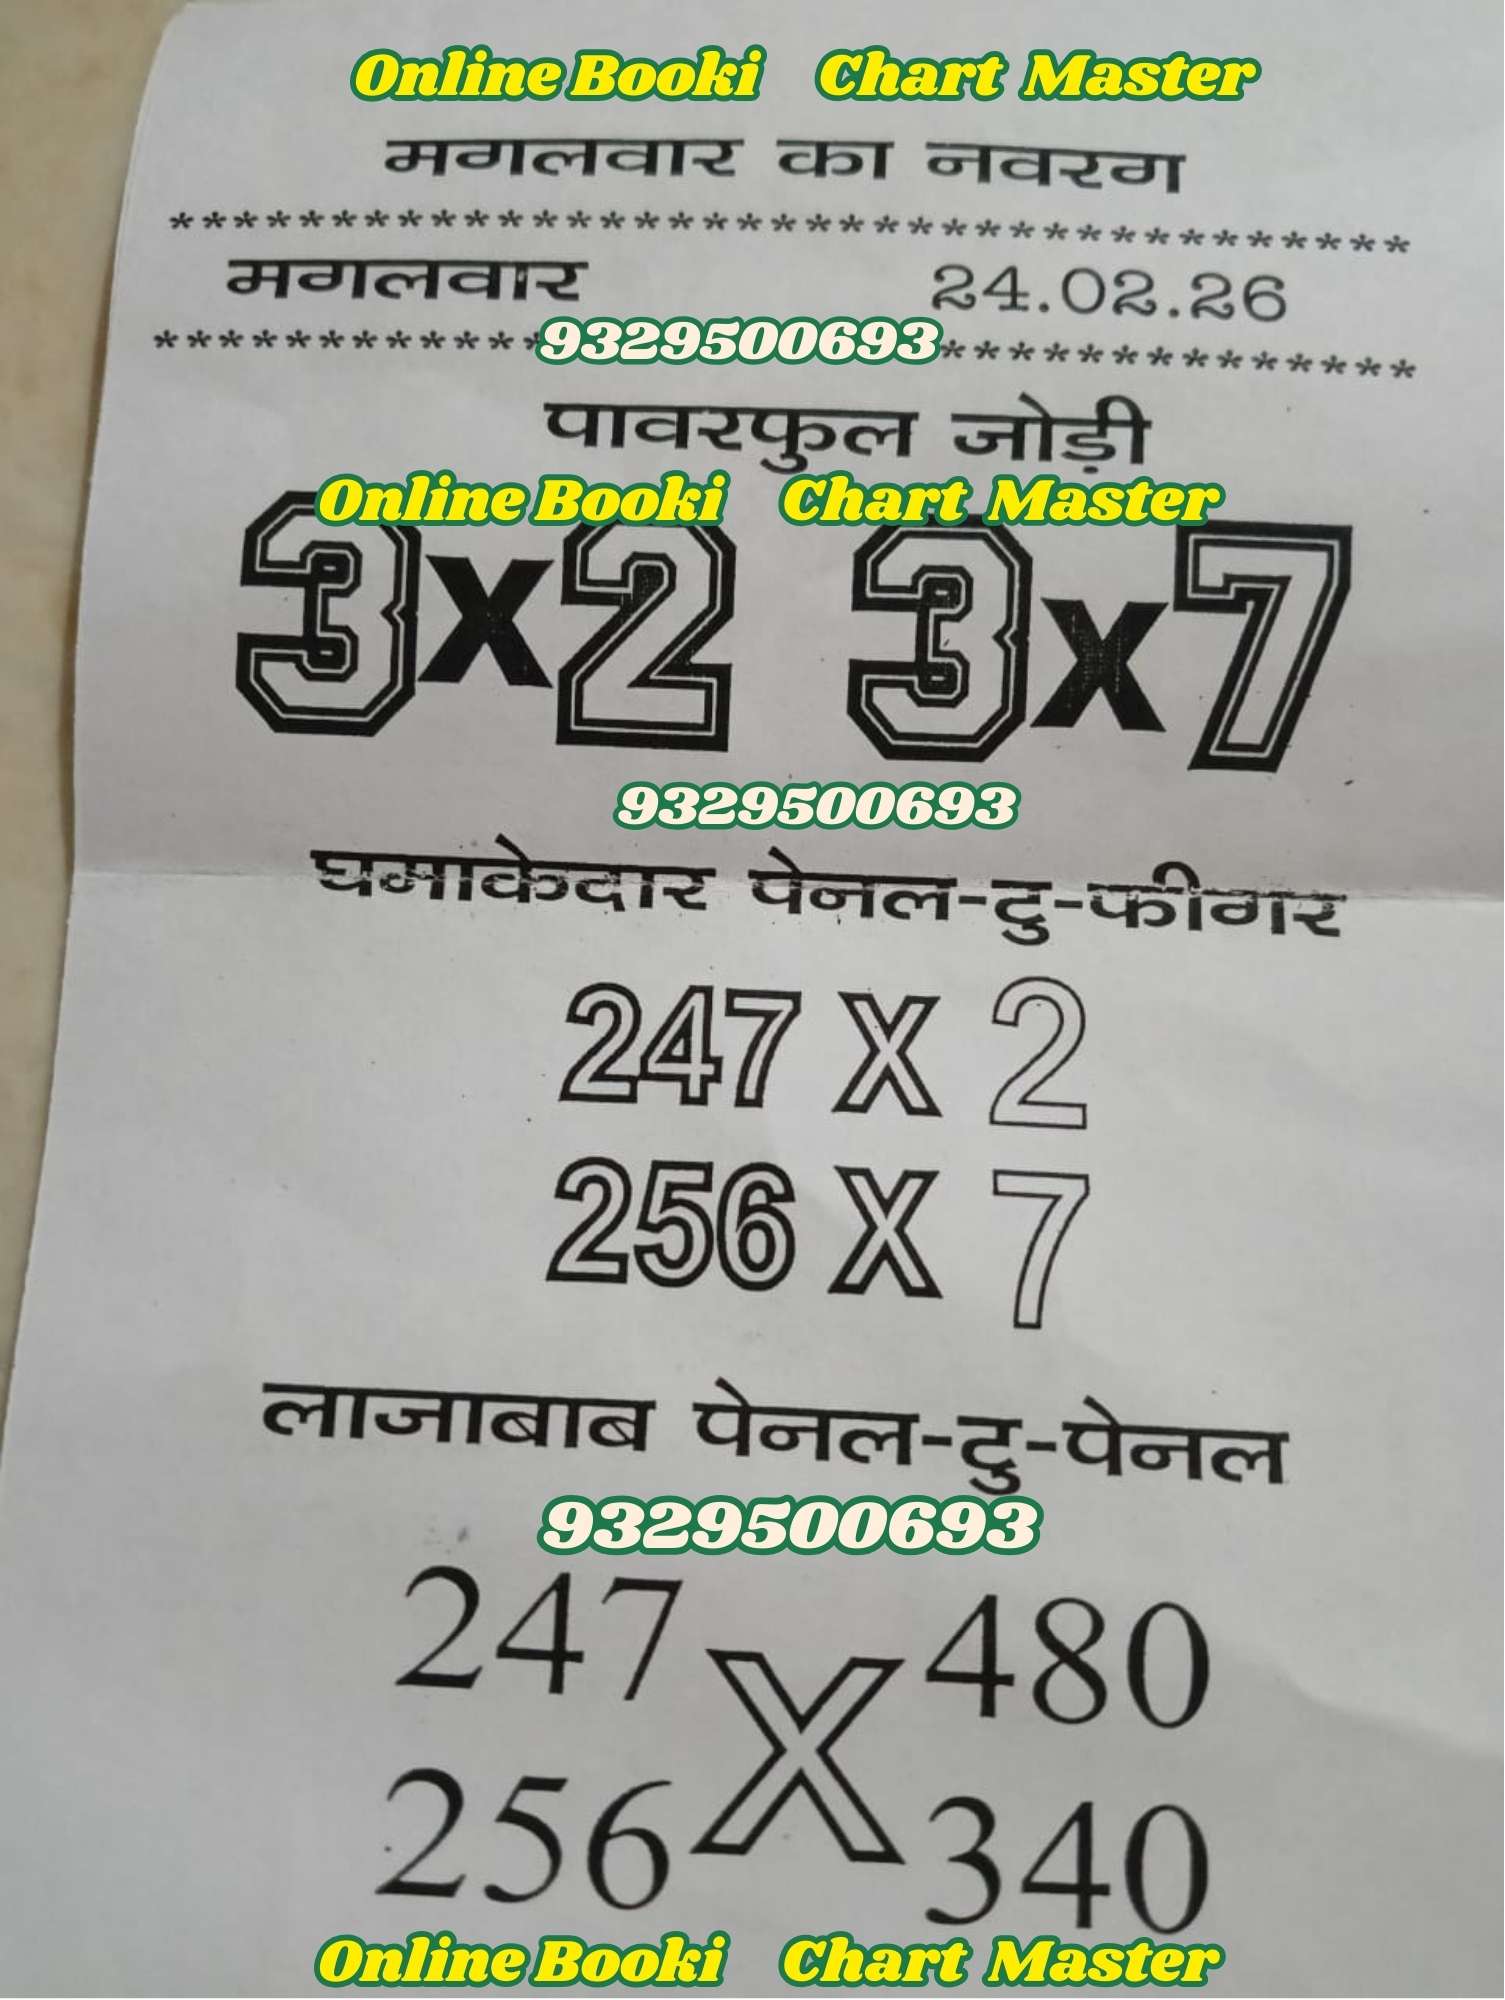 Online Booki Chart Master
मगलवार का नवरग
**************************************
मगलवार 24.02.26
************9329500693***************
पावरफुल जोड़ी
Online Booki Chart Master
3x2 3x7
9329500693
घमाकेदार पेनल-टु-फीगर
247 X 2
256 X 7
लाजाबाब पेनल-टु-पेनल
9329500693
247 X 480
256 340
Online Booki Chart Master